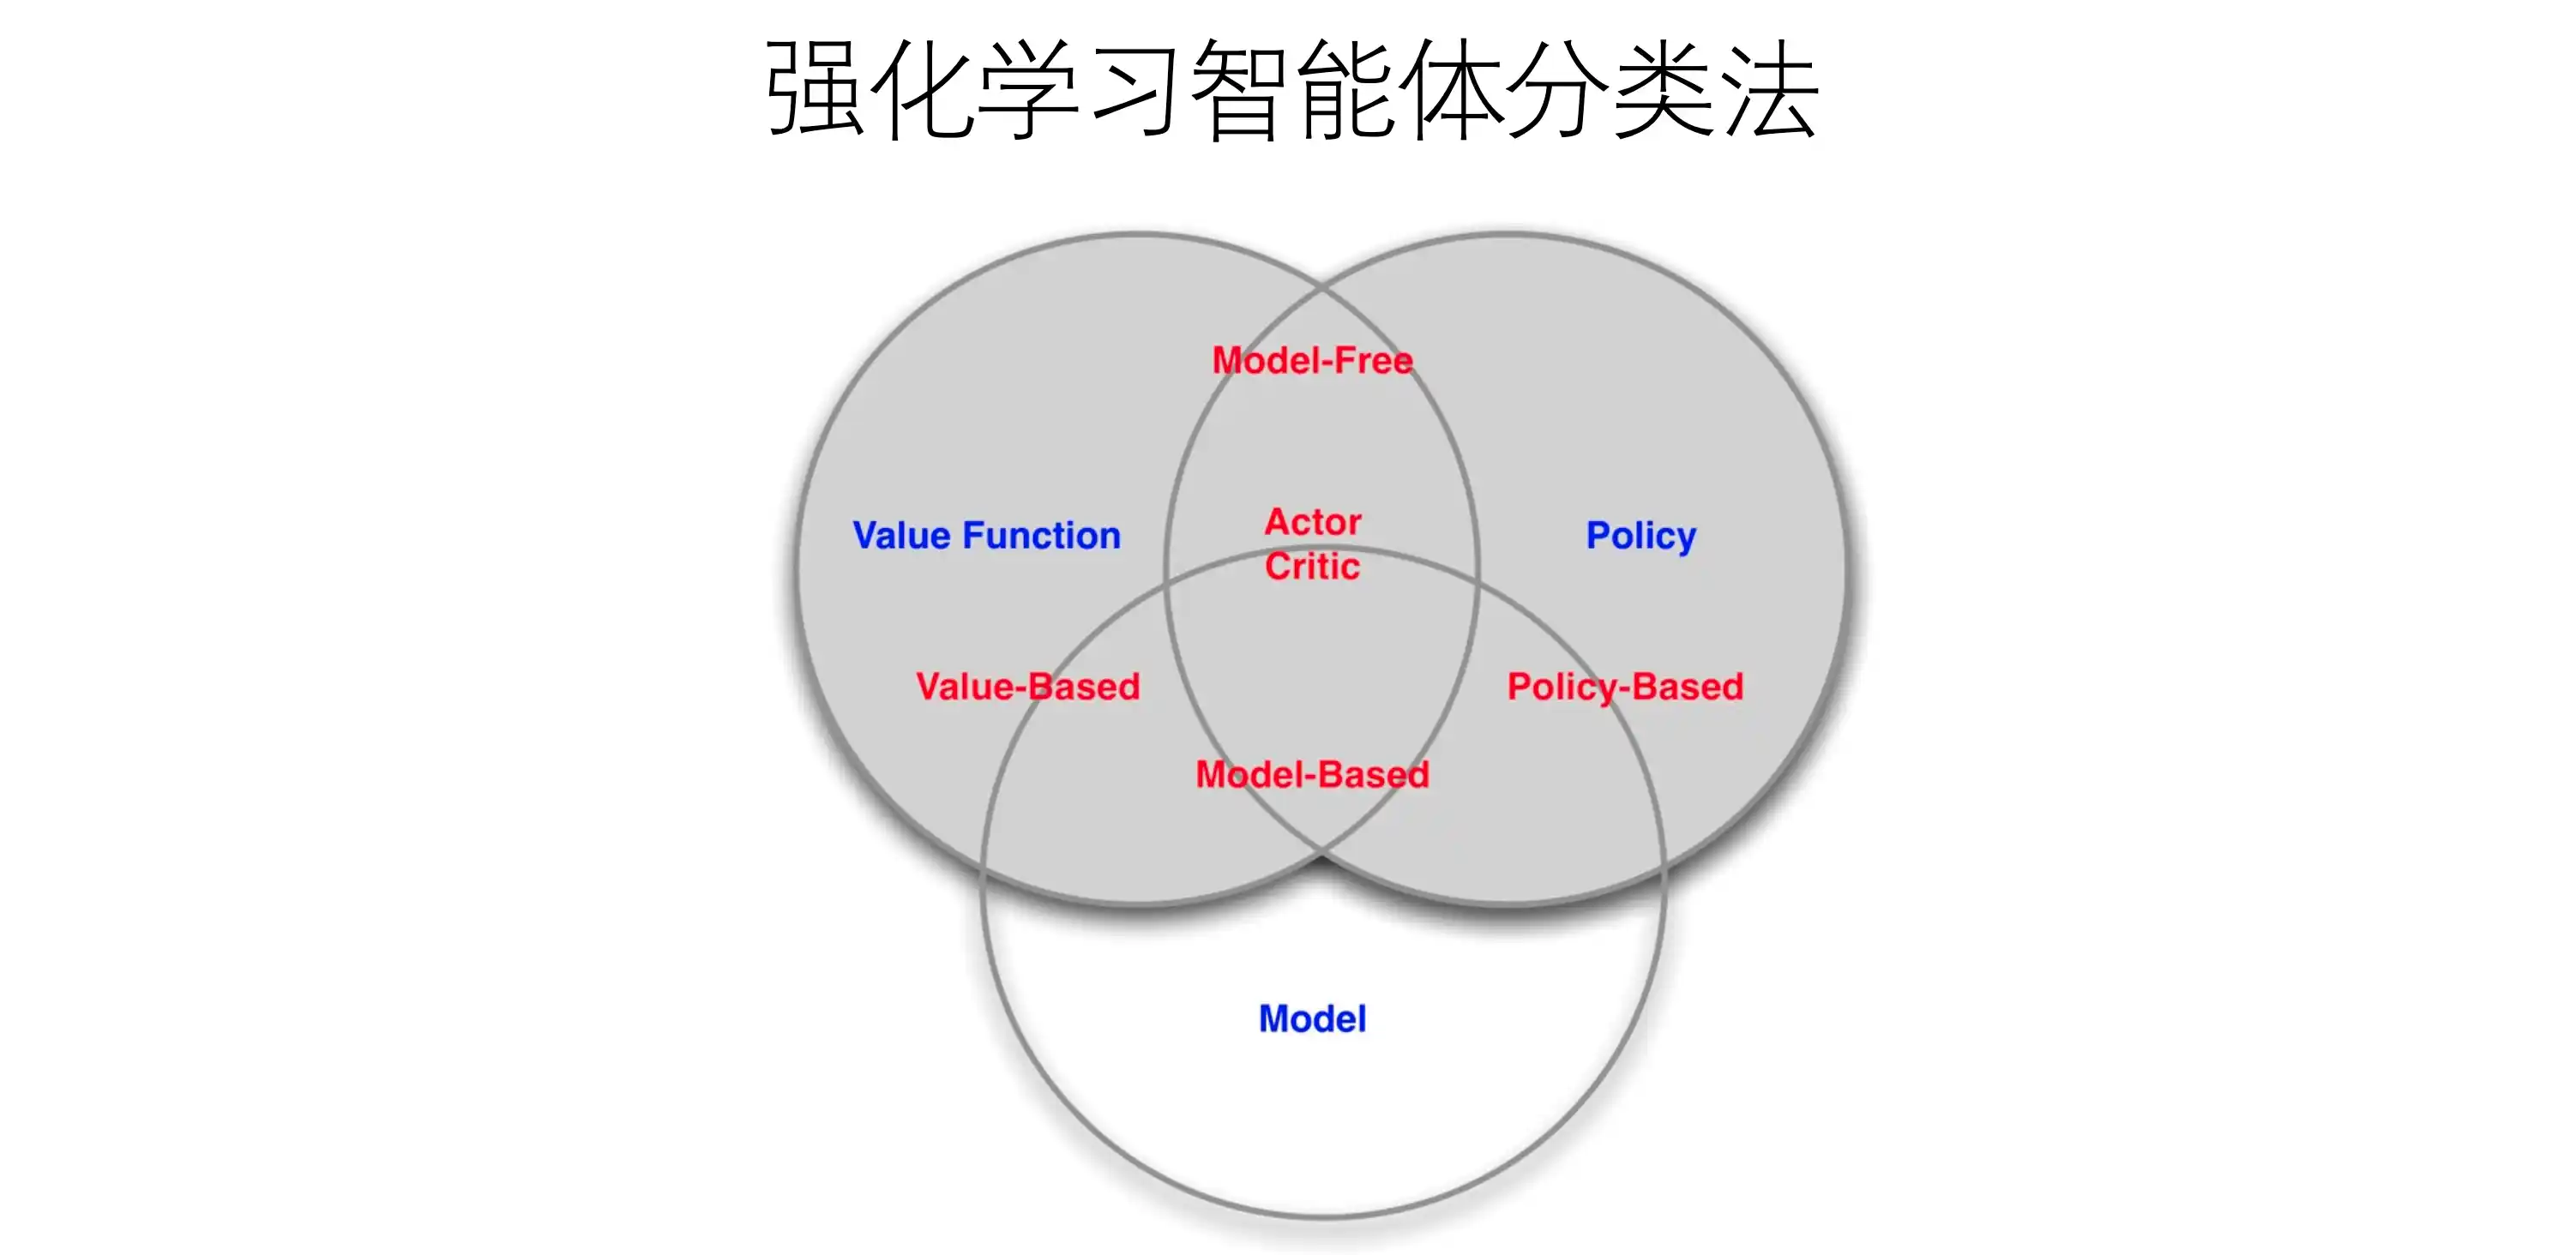 强化学习智能体分类法
Model-Free
Value Function
Actor
Critic
Policy
Value-Based
Policy-Based
Model-Based
Model